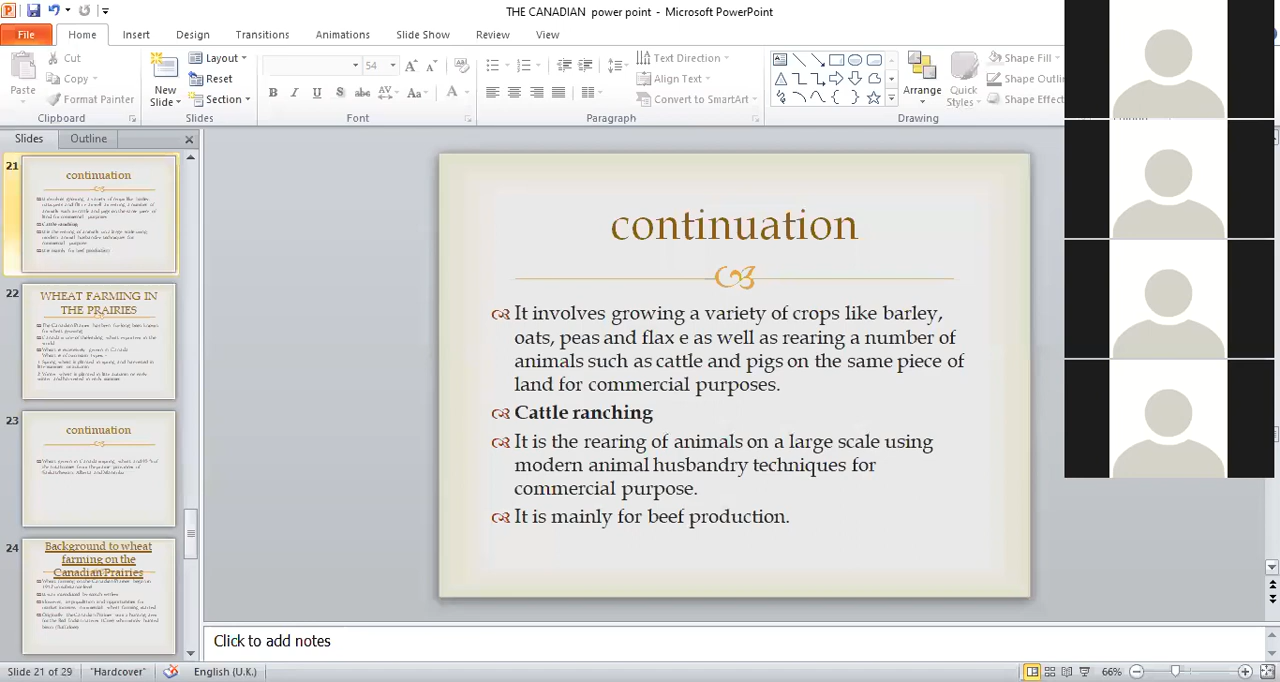 THE CANADIAN power point - Microsoft PowerPoint
File Home Insert Design Transitions Animations Slide Show Review View
Paste
Cut
Copy
Format Painter
Clipboard
New Slide
Layout
Reset
Section
Slides
54
Font
Text Direction
Align Text
Convert to SmartArt
Paragraph
Arrange
Quick Styles
Shape Fill
Shape Outli
Shape Effect
Drawing
Slides Outline
21
continuation
Cattle ranching
22
WHEAT FARMING IN
THE PRAIRIES
23
continuation
24
Background to wheat
farming on the
Canadian Prairies
continuation
It involves growing a variety of crops like barley,
oats, peas and flax e as well as rearing a number of
animals such as cattle and pigs on the same piece of
land for commercial purposes.
Cattle ranching
It is the rearing of animals on a large scale using
modern animal husbandry techniques for
commercial purpose.
It is mainly for beef production.
Click to add notes
Slide 21 of 29 "Hardcover" English (U.K.) 66%